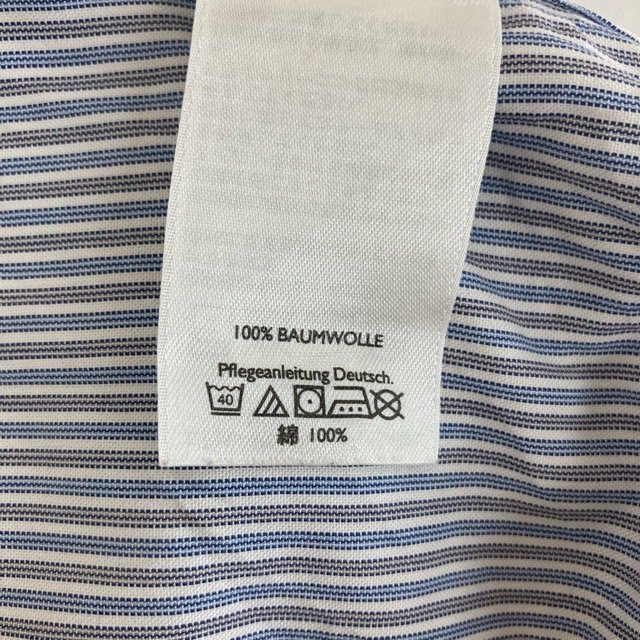 100% BAUMWOLLE
Pflegeanleitung Deutsch.
40
綿 100%